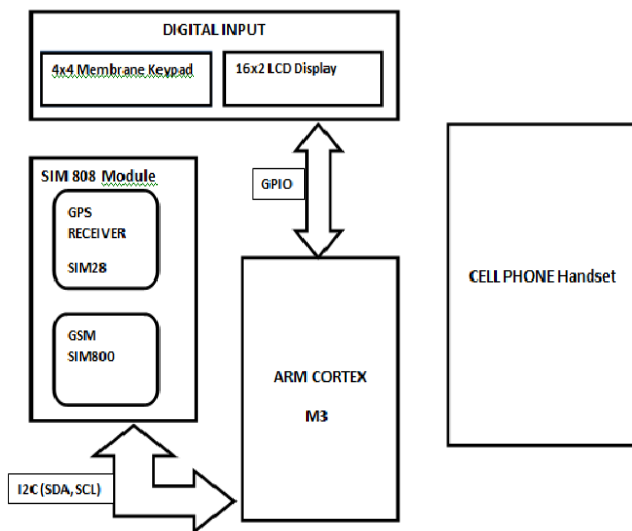 DIGITAL INPUT
4x4 Membrane Keypad
16x2 LCD Display
SIM 808 Module
GPS
RECEIVER
SIM28
GSM
SIM800
GPIO
ARM CORTEX
M3
I2C (SDA, SCL)
CELL PHONE Handset